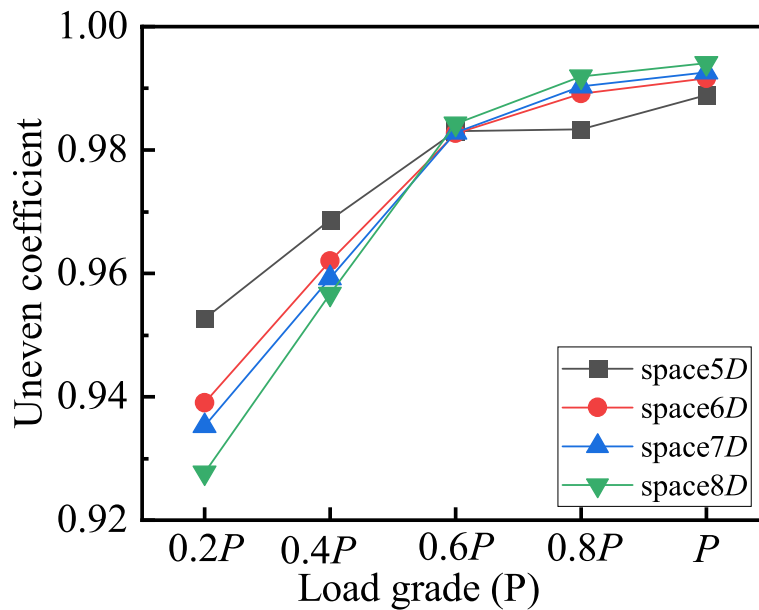 1.00
0.98
0.96
0.94
0.92
Uneven coefficient
space5D
space6D
space7D
space8D
0.2P 0.4P 0.6P 0.8P P
Load grade (P)